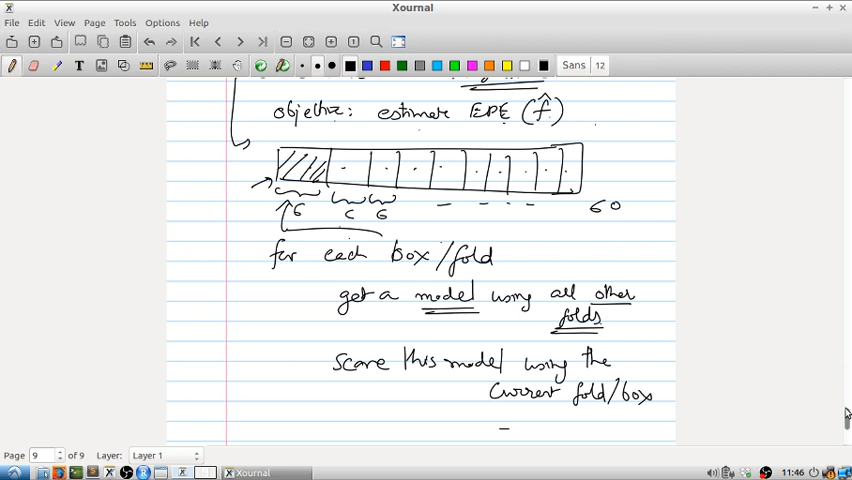 Xournal
File Edit View Page Tools Options Help
Sans 12
objective: estimate EPE (f̂)
6 6 6 60
for each box/fold
get a model using all other
folds
Score this model using the
Current fold/box
Page 9 of 9 Layer: Layer 1
Xournal 11:46